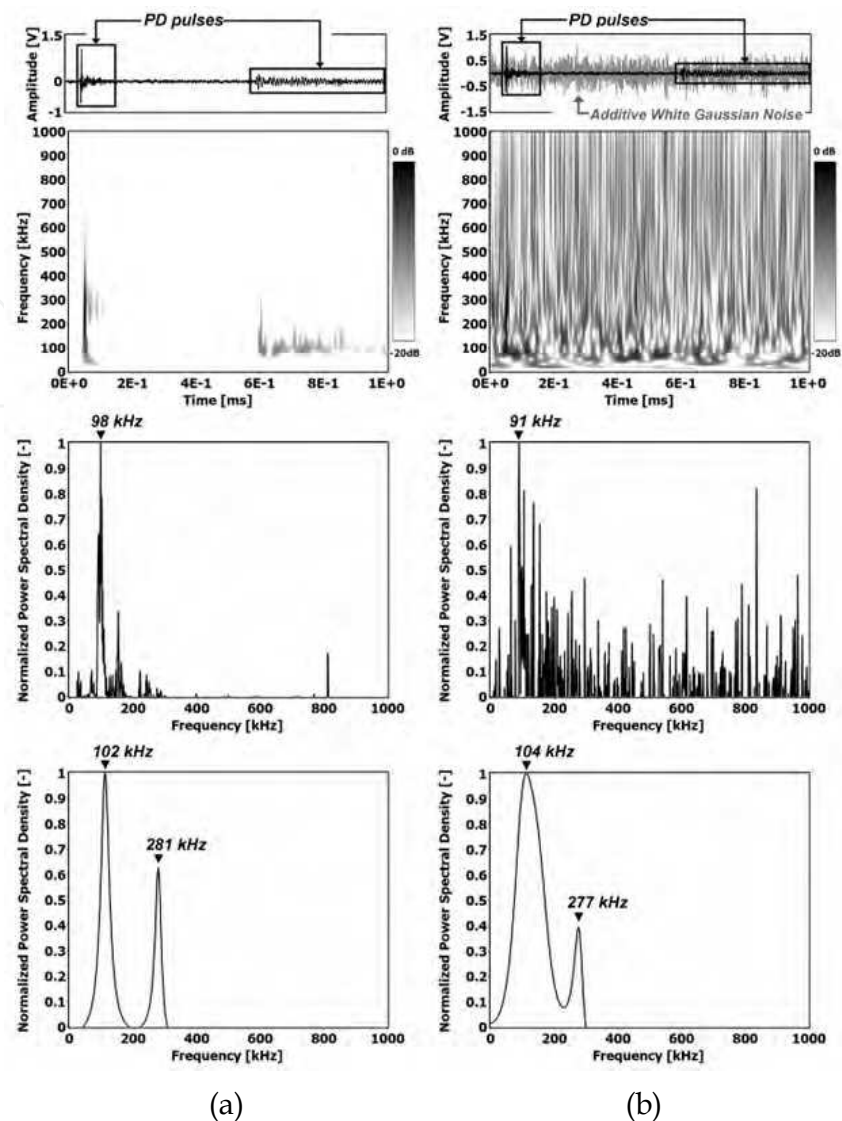 PD pulses
Amplitude [V]
1.5
0
-1
Frequency [kHz]
1000
900
800
700
600
500
400
300
200
100
0
0 dB
-20dB
0E+0 2E-1 4E-1 6E-1 8E-1 1E+0
Time [ms]
98 kHz
Normalized Power Spectral Density [-]
1
0.9
0.8
0.7
0.6
0.5
0.4
0.3
0.2
0.1
0
0 200 400 600 800 1000
Frequency [kHz]
102 kHz
281 kHz
Normalized Power Spectral Density [-]
1
0.9
0.8
0.7
0.6
0.5
0.4
0.3
0.2
0.1
0
0 200 400 600 800 1000
Frequency [kHz]
(a)
PD pulses
Amplitude [V]
1.5
0.5
-0.5
-1.5
Additive White Gaussian Noise
Frequency [kHz]
1000
900
800
700
600
500
400
300
200
100
0
0 dB
-20dB
0E+0 2E-1 4E-1 6E-1 8E-1 1E+0
Time [ms]
91 kHz
Normalized Power Spectral Density [-]
1
0.9
0.8
0.7
0.6
0.5
0.4
0.3
0.2
0.1
0
0 200 400 600 800 1000
Frequency [kHz]
104 kHz
277 kHz
Normalized Power Spectral Density [-]
1
0.9
0.8
0.7
0.6
0.5
0.4
0.3
0.2
0.1
0
0 200 400 600 800 1000
Frequency [kHz]
(b)